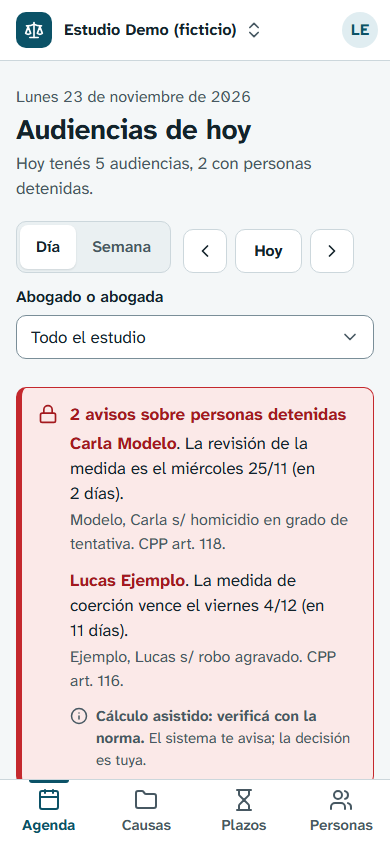 Estudio Demo (ficticio)
LE
Lunes 23 de noviembre de 2026
Audiencias de hoy
Hoy tenés 5 audiencias, 2 con personas
detenidas.
Día
Semana
Hoy
Abogado o abogada
Todo el estudio
2 avisos sobre personas detenidas
Carla Modelo. La revisión de la
medida es el miércoles 25/11 (en
2 días).
Modelo, Carla s/ homicidio en grado de
tentativa. CPP art. 118.
Lucas Ejemplo. La medida de
coerción vence el viernes 4/12 (en
11 días).
Ejemplo, Lucas s/ robo agravado. CPP
art. 116.
Cálculo asistido: verificá con la
norma. El sistema te avisa; la decisión
es tuya.
Agenda
Causas
Plazos
Personas